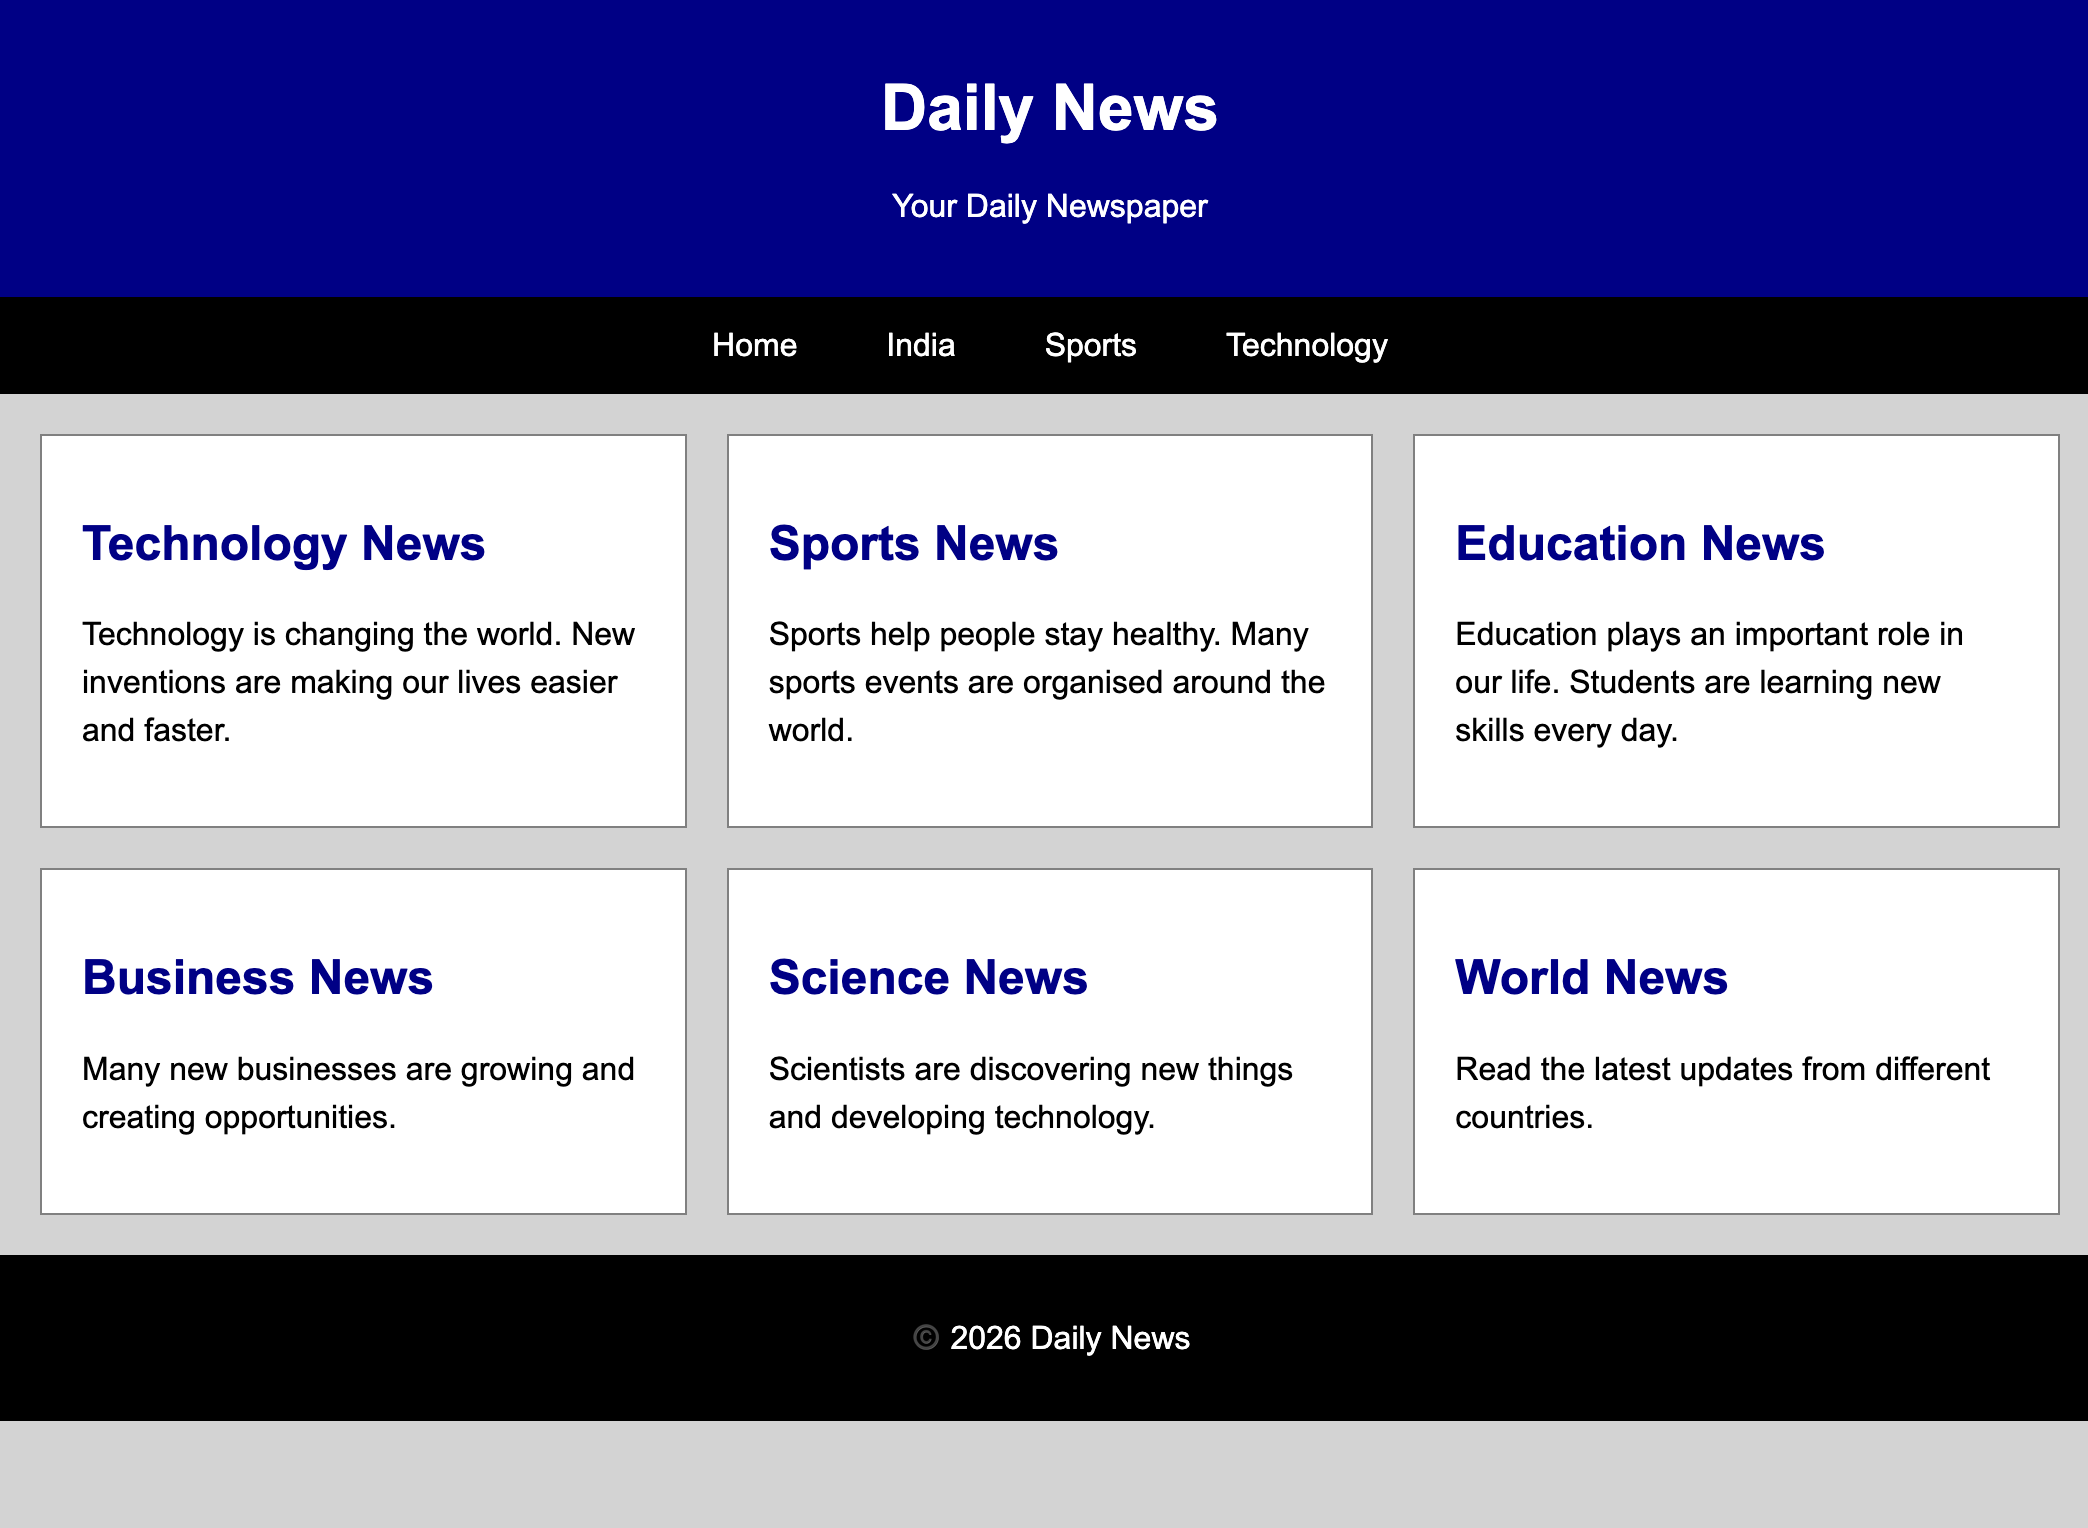 Daily News
Your Daily Newspaper
Home India Sports Technology
Technology News
Technology is changing the world. New
inventions are making our lives easier
and faster.
Sports News
Sports help people stay healthy. Many
sports events are organised around the
world.
Education News
Education plays an important role in
our life. Students are learning new
skills every day.
Business News
Many new businesses are growing and
creating opportunities.
Science News
Scientists are discovering new things
and developing technology.
World News
Read the latest updates from different
countries.
© 2026 Daily News